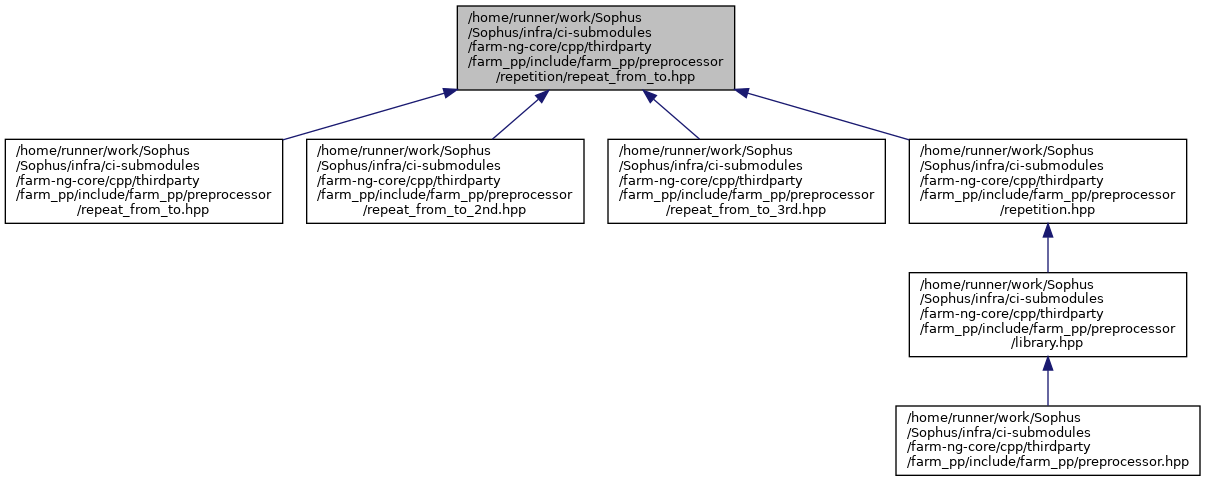 /home/runner/work/Sophus
/Sophus/infra/ci-submodules
/farm-ng-core/cpp/thirdparty
/farm_pp/include/farm_pp/preprocessor
/repetition/repeat_from_to.hpp
/home/runner/work/Sophus
/Sophus/infra/ci-submodules
/farm-ng-core/cpp/thirdparty
/farm_pp/include/farm_pp/preprocessor
/repeat_from_to.hpp
/home/runner/work/Sophus
/Sophus/infra/ci-submodules
/farm-ng-core/cpp/thirdparty
/farm_pp/include/farm_pp/preprocessor
/repeat_from_to_2nd.hpp
/home/runner/work/Sophus
/Sophus/infra/ci-submodules
/farm-ng-core/cpp/thirdparty
/farm_pp/include/farm_pp/preprocessor
/repeat_from_to_3rd.hpp
/home/runner/work/Sophus
/Sophus/infra/ci-submodules
/farm-ng-core/cpp/thirdparty
/farm_pp/include/farm_pp/preprocessor
/repetition.hpp
/home/runner/work/Sophus
/Sophus/infra/ci-submodules
/farm-ng-core/cpp/thirdparty
/farm_pp/include/farm_pp/preprocessor
/library.hpp
/home/runner/work/Sophus
/Sophus/infra/ci-submodules
/farm-ng-core/cpp/thirdparty
/farm_pp/include/farm_pp/preprocessor.hpp